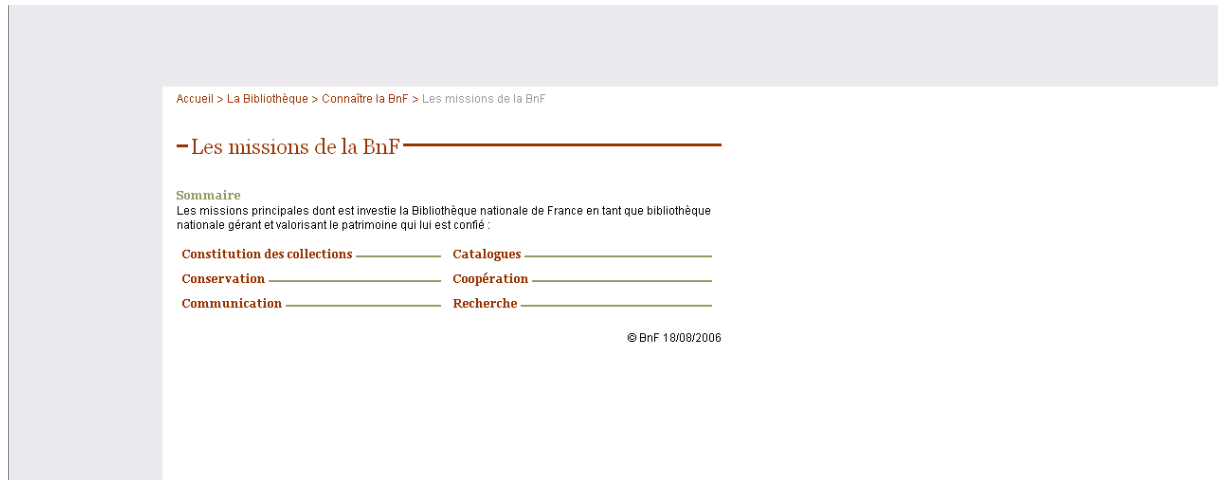 Accueil > La Bibliothèque > Connaître la BnF > Les missions de la BnF
Les missions de la BnF
Sommaire
Les missions principales dont est investie la Bibliothèque nationale de France en tant que bibliothèque
nationale gérant et valorisant le patrimoine qui lui est confié :
Constitution des collections
Catalogues
Conservation
Coopération
Communication
Recherche
© BnF 18/08/2006